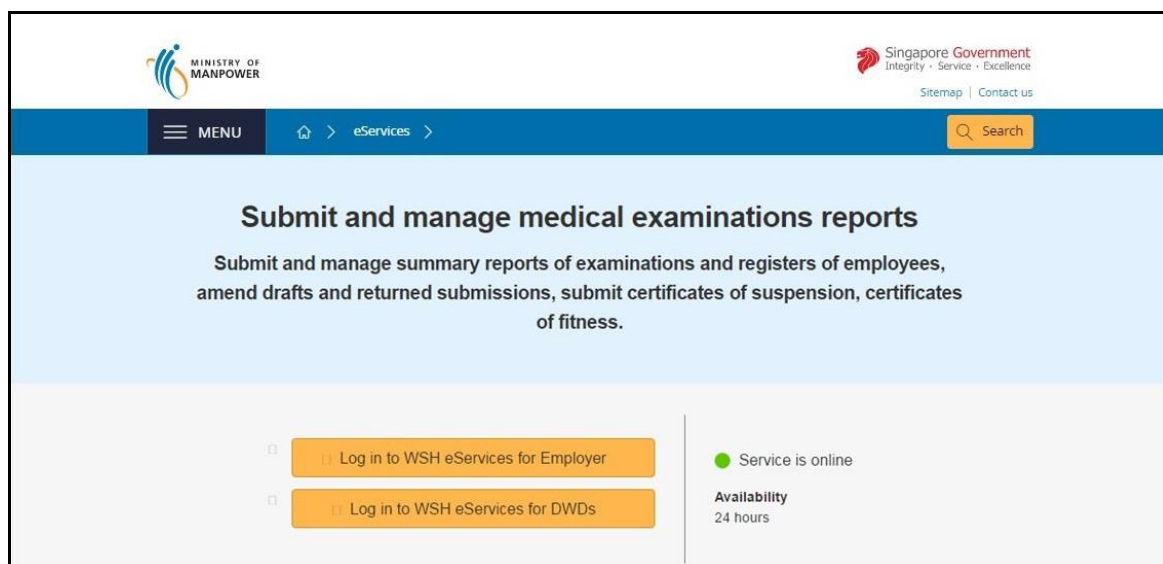 MINISTRY OF
MANPOWER
Singapore Government
Integrity · Service · Excellence
Sitemap | Contact us
MENU
eServices
Search
Submit and manage medical examinations reports
Submit and manage summary reports of examinations and registers of employees,
amend drafts and returned submissions, submit certificates of suspension, certificates
of fitness.
Log in to WSH eServices for Employer
Service is online
Log in to WSH eServices for DWDs
Availability
24 hours